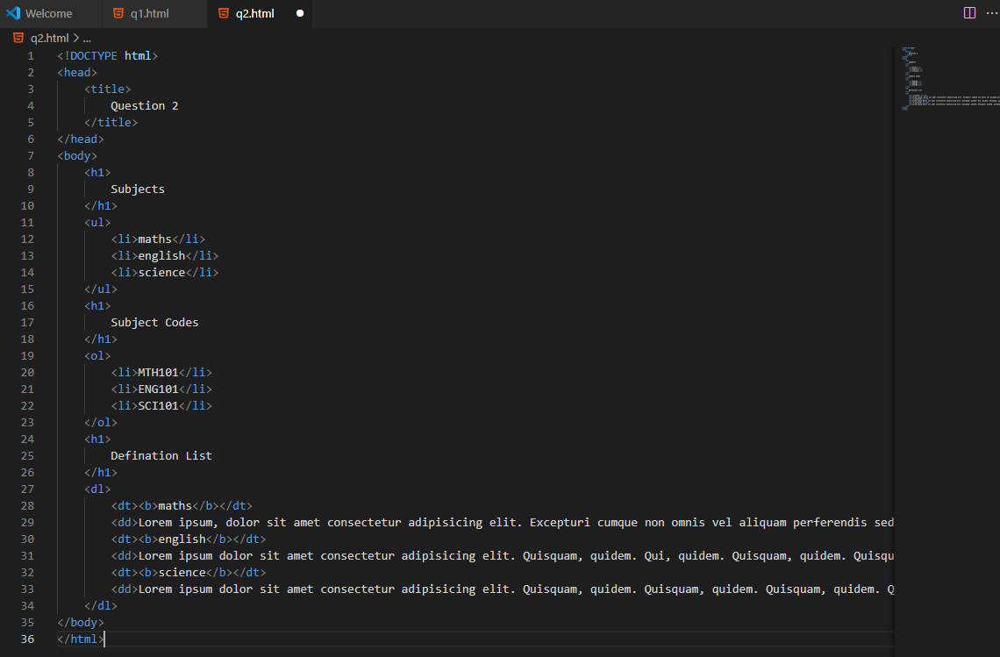 Welcome
q1.html
q2.html
q2.html > ...
1 <!DOCTYPE html>
2 <head>
3 <title>
4 Question 2
5 </title>
6 </head>
7 <body>
8 <h1>
9 Subjects
10 </h1>
11 <ul>
12 <li>maths</li>
13 <li>english</li>
14 <li>science</li>
15 </ul>
16 <h1>
17 Subject Codes
18 </h1>
19 <ol>
20 <li>MTH101</li>
21 <li>ENG101</li>
22 <li>SCI101</li>
23 </ol>
24 <h1>
25 Defination List
26 </h1>
27 <dl>
28 <dt><b>maths</b></dt>
29 <dd>Lorem ipsum, dolor sit amet consectetur adipisicing elit. Excepturi cumque non omnis vel aliquam perferendis sed
30 <dt><b>english</b></dt>
31 <dd>Lorem ipsum dolor sit amet consectetur adipisicing elit. Quisquam, quidem. Qui, quidem. Quisquam, quidem. Quisqu
32 <dt><b>science</b></dt>
33 <dd>Lorem ipsum dolor sit amet consectetur adipisicing elit. Quisquam, quidem. Quisquam, quidem. Quisquam, quidem. Q
34 </dl>
35 </body>
36 </html>